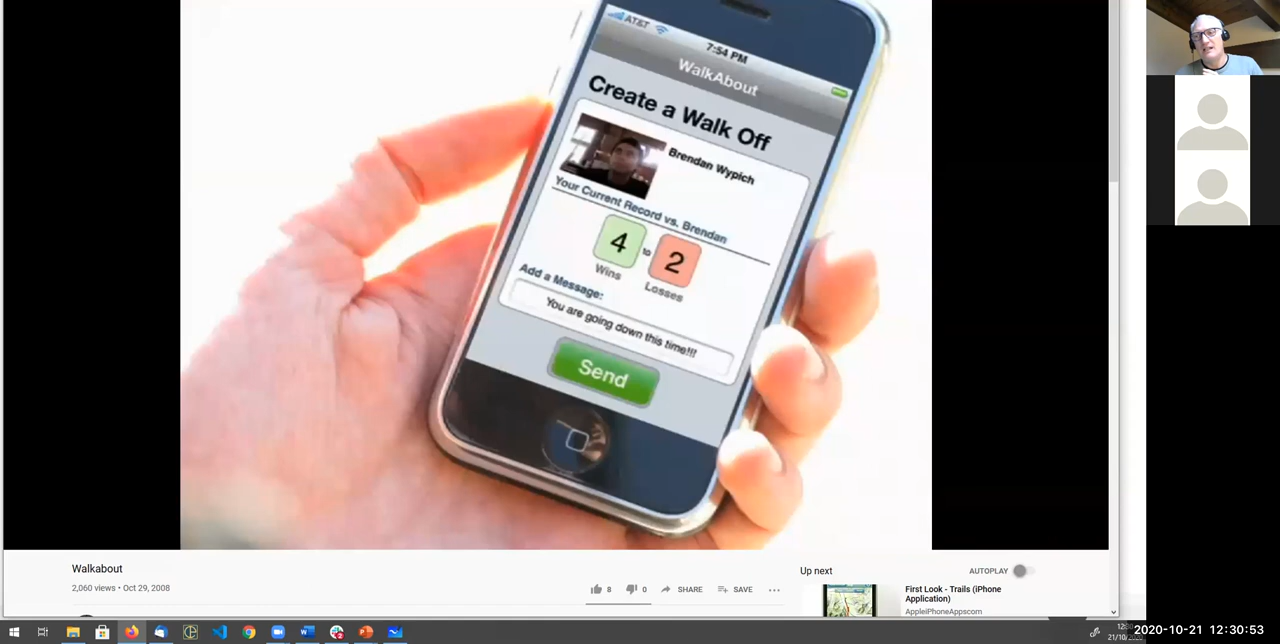 AT&T
7:54 PM
WalkAbout
Create a Walk Off
Brendan Wypich
Your Current Record vs. Brendan
4 to 2
Wins Losses
Add a Message:
You are going down this time!!!
Send
Walkabout
2,060 views • Oct 29, 2008
8
0
SHARE
SAVE
Up next
AUTOPLAY
First Look - Trails (iPhone
Application)
AppleiPhoneAppscom
21/10/
2020-10-21 12:30:53